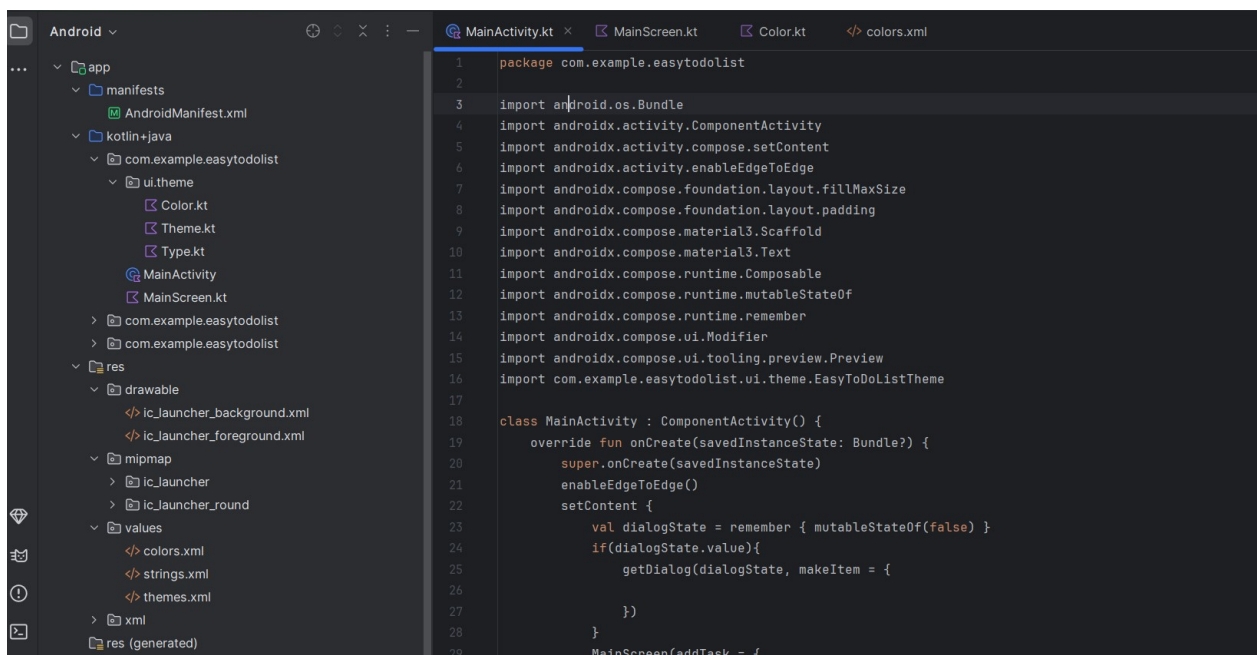 Android
app
manifests
AndroidManifest.xml
kotlin+java
com.example.easytodolist
ui.theme
Color.kt
Theme.kt
Type.kt
MainActivity
MainScreen.kt
com.example.easytodolist
com.example.easytodolist
res
drawable
ic_launcher_background.xml
ic_launcher_foreground.xml
mipmap
ic_launcher
ic_launcher_round
values
colors.xml
strings.xml
themes.xml
xml
res (generated)
MainActivity.kt MainScreen.kt Color.kt colors.xml
1 package com.example.easytodolist
2
3 import android.os.Bundle
4 import androidx.activity.ComponentActivity
5 import androidx.activity.compose.setContent
6 import androidx.activity.enableEdgeToEdge
7 import androidx.compose.foundation.layout.fillMaxSize
8 import androidx.compose.foundation.layout.padding
9 import androidx.compose.material3.Scaffold
10 import androidx.compose.material3.Text
11 import androidx.compose.runtime.Composable
12 import androidx.compose.runtime.mutableStateOf
13 import androidx.compose.runtime.remember
14 import androidx.compose.ui.Modifier
15 import androidx.compose.ui.tooling.preview.Preview
16 import com.example.easytodolist.ui.theme.EasyToDoListTheme
17
18 class MainActivity : ComponentActivity() {
19 override fun onCreate(savedInstanceState: Bundle?) {
20 super.onCreate(savedInstanceState)
21 enableEdgeToEdge()
22 setContent {
23 val dialogState = remember { mutableStateOf(false) }
24 if(dialogState.value){
25 getDialog(dialogState, makeItem = {
26
27 })
28 }
29 MainScreen(addTask = {